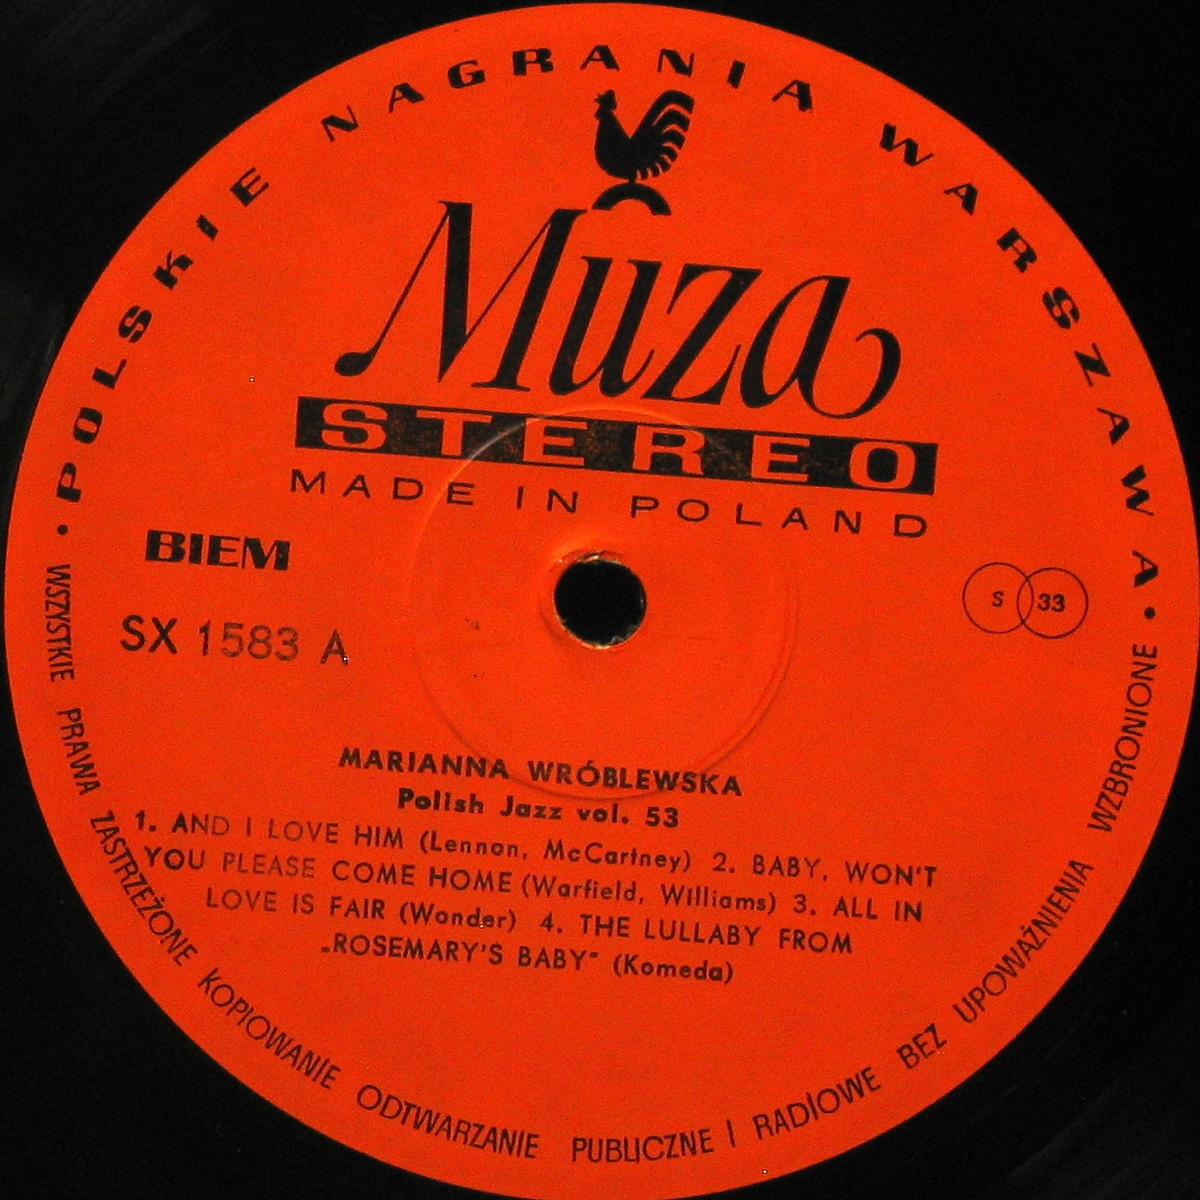 • POLSKIE NAGRANIA WARSZAWA •
Muza
STEREO
MADE IN POLAND
BIEM
S 33
SX 1583 A
MARIANNA WRÓBLEWSKA
Polish Jazz vol. 53
1. AND I LOVE HIM (Lennon, McCartney) 2. BABY, WON'T
YOU PLEASE COME HOME (Warfield, Williams) 3. ALL IN
LOVE IS FAIR (Wonder) 4. THE LULLABY FROM
„ROSEMARY'S BABY" (Komeda)
WSZYSTKIE PRAWA ZASTRZEŻONE KOPIOWANIE ODTWARZANIE PUBLICZNE I RADIOWE BEZ UPOWAŻNIENIA WZBRONIONE